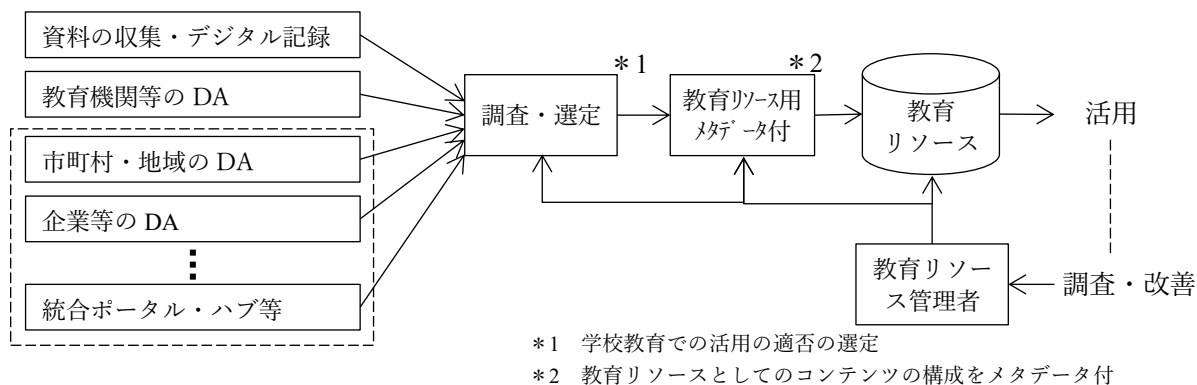 資料の収集・デジタル記録
教育機関等の DA
市町村・地域の DA
企業等の DA
⋮
統合ポータル・ハブ等
調査・選定
＊1
教育ﾘｿｰｽ用
ﾒﾀﾃﾞｰﾀ付
＊2
教育
リソース
活用
教育リソー
ス管理者
調査・改善
＊1 学校教育での活用の適否の選定
＊2 教育リソースとしてのコンテンツの構成をメタデータ付